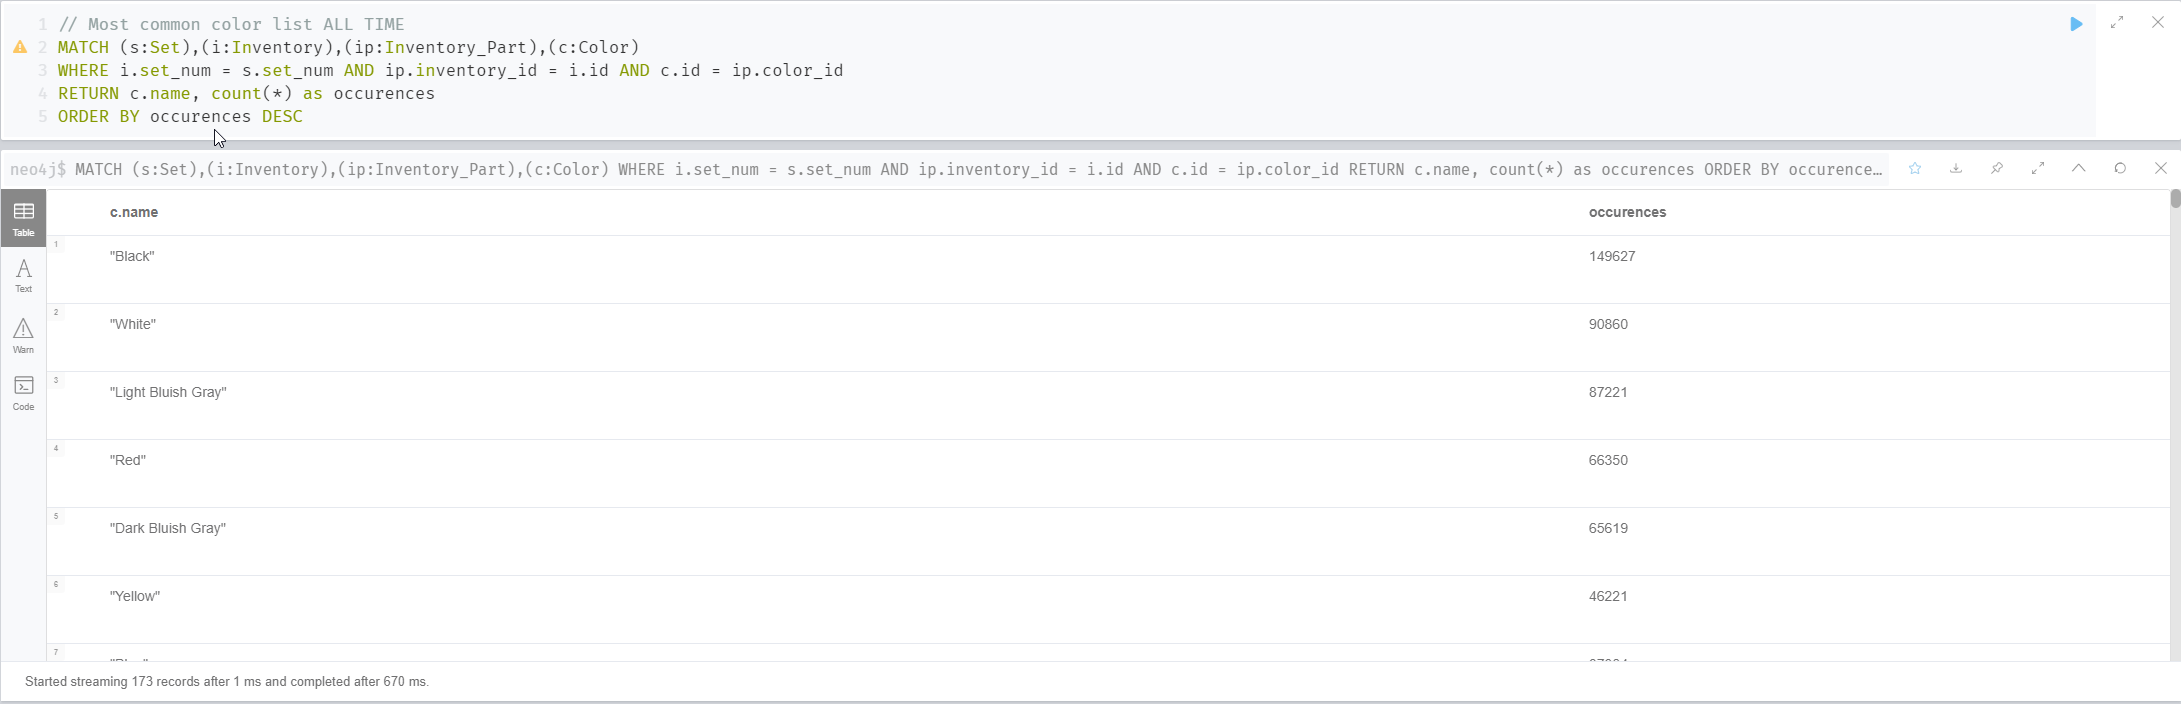 1 // Most common color list ALL TIME
2 MATCH (s:Set),(i:Inventory),(ip:Inventory_Part),(c:Color)
3 WHERE i.set_num = s.set_num AND ip.inventory_id = i.id AND c.id = ip.color_id
4 RETURN c.name, count(*) as occurences
5 ORDER BY occurences DESC
neo4j$ MATCH (s:Set),(i:Inventory),(ip:Inventory_Part),(c:Color) WHERE i.set_num = s.set_num AND ip.inventory_id = i.id AND c.id = ip.color_id RETURN c.name, count(*) as occurences ORDER BY occurence…
Table
Text
Warn
Code
c.name occurences
1 "Black" 149627
2 "White" 90860
3 "Light Bluish Gray" 87221
4 "Red" 66350
5 "Dark Bluish Gray" 65619
6 "Yellow" 46221
7
Started streaming 173 records after 1 ms and completed after 670 ms.